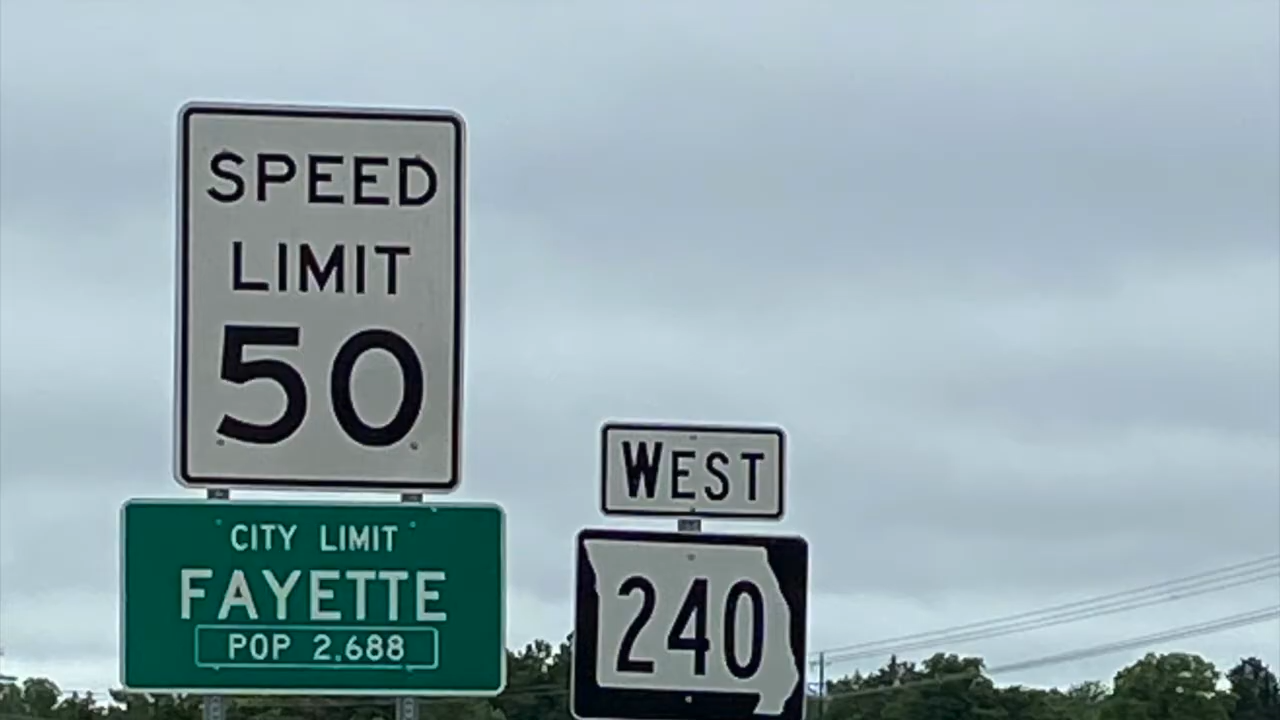 SPEED
LIMIT
50
CITY LIMIT
FAYETTE
POP 2,688
WEST
240